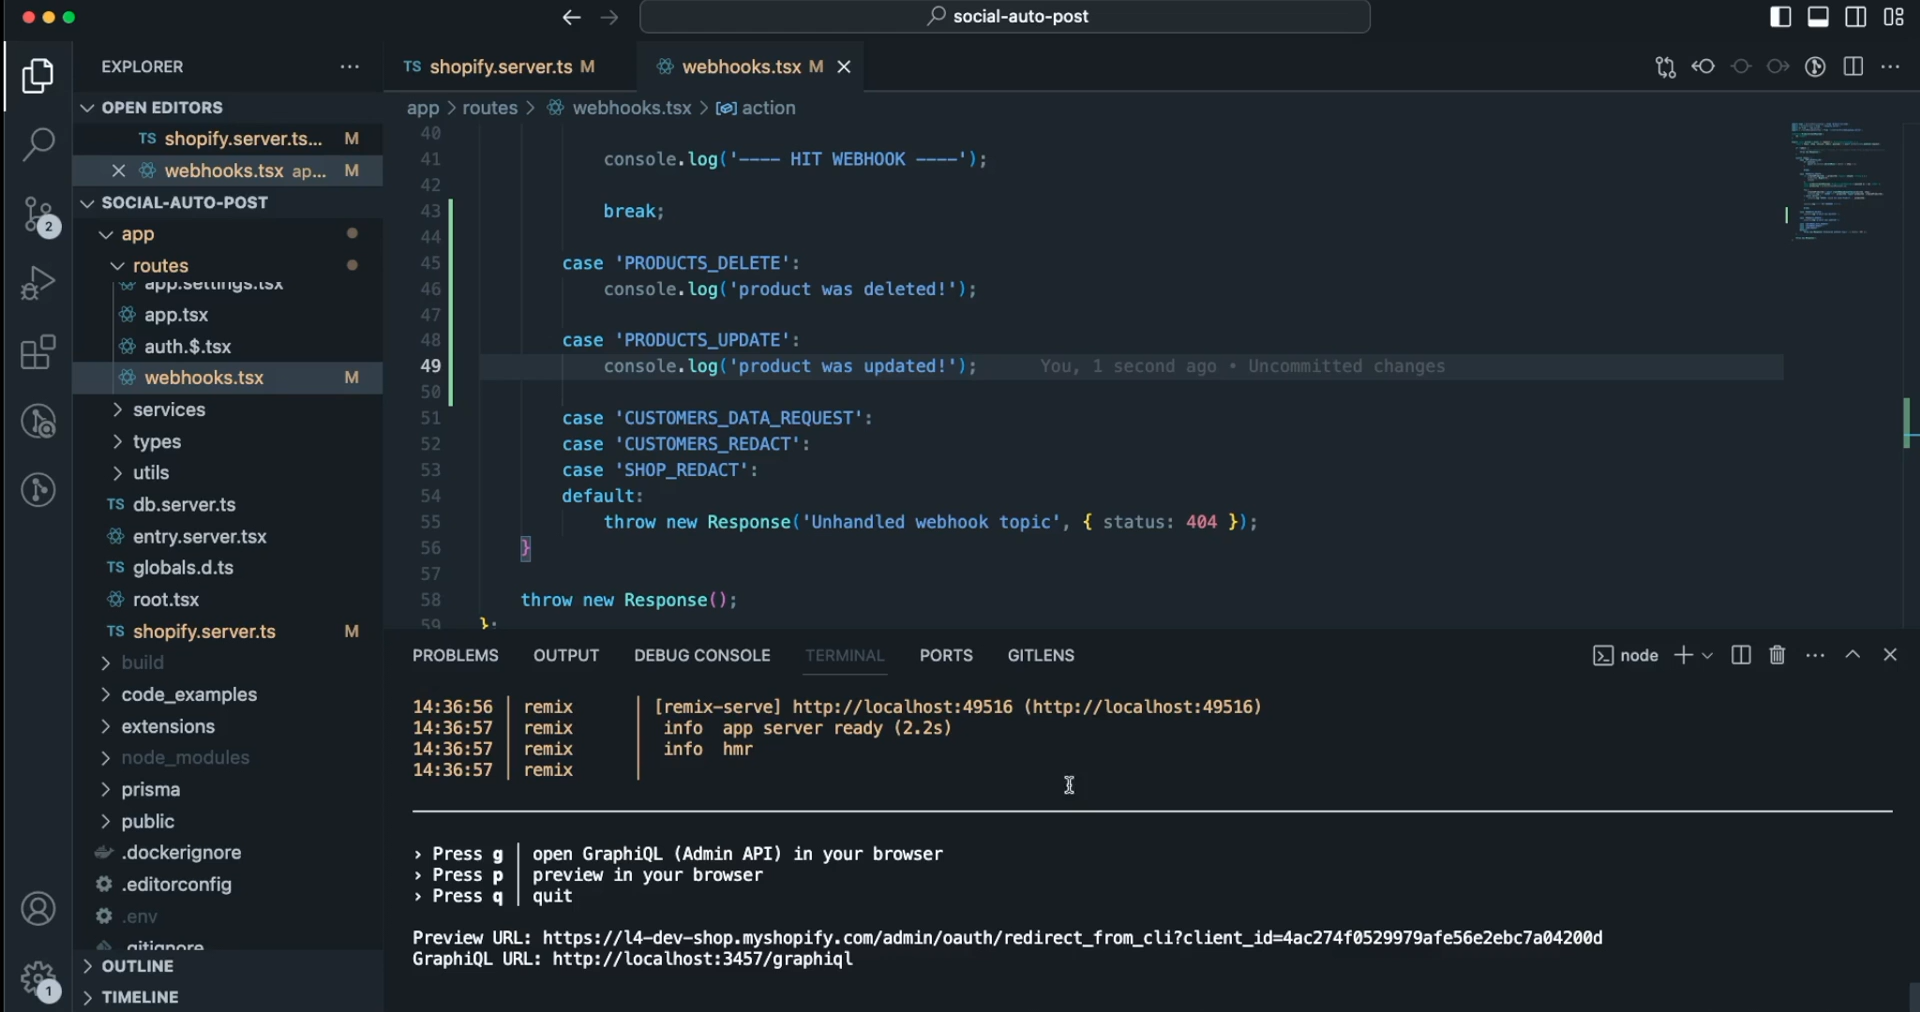 social-auto-post
EXPLORER
TS shopify.server.ts M
webhooks.tsx M
OPEN EDITORS
TS shopify.server.ts... M
webhooks.tsx ap... M
SOCIAL-AUTO-POST
app
routes
app.settings.tsx
app.tsx
auth.$.tsx
webhooks.tsx M
services
types
utils
TS db.server.ts
entry.server.tsx
TS globals.d.ts
root.tsx
TS shopify.server.ts M
build
code_examples
extensions
node_modules
prisma
public
.dockerignore
.editorconfig
.env
.gitignore
OUTLINE
TIMELINE
2
1
app > routes > webhooks.tsx > action
40
41 console.log('---- HIT WEBHOOK ----');
42
43 break;
44
45 case 'PRODUCTS_DELETE':
46 console.log('product was deleted!');
47
48 case 'PRODUCTS_UPDATE':
49 console.log('product was updated!'); You, 1 second ago • Uncommitted changes
50
51 case 'CUSTOMERS_DATA_REQUEST':
52 case 'CUSTOMERS_REDACT':
53 case 'SHOP_REDACT':
54 default:
55 throw new Response('Unhandled webhook topic', { status: 404 });
56 }
57
58 throw new Response();
59 };
PROBLEMS OUTPUT DEBUG CONSOLE TERMINAL PORTS GITLENS
node
14:36:56 | remix | [remix-serve] http://localhost:49516 (http://localhost:49516)
14:36:57 | remix | info app server ready (2.2s)
14:36:57 | remix | info hmr
14:36:57 | remix |
› Press g | open GraphiQL (Admin API) in your browser
› Press p | preview in your browser
› Press q | quit
Preview URL: https://l4-dev-shop.myshopify.com/admin/oauth/redirect_from_cli?client_id=4ac274f0529979afe56e2ebc7a04200d
GraphiQL URL: http://localhost:3457/graphiql